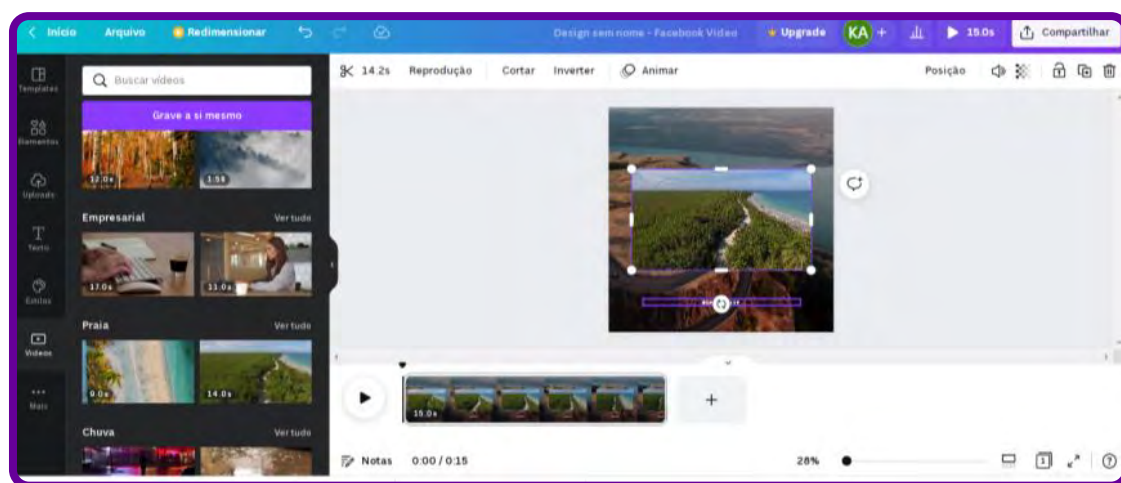 Início Arquivo Redimensionar Design sem nome - Facebook Video Upgrade KA + 15.0s Compartilhar
Templates
Elementos
Uploads
Texto
Estilos
Vídeos
Mais
Buscar vídeos
Grave a si mesmo
12.0s 1:58
Empresarial Ver tudo
17.0s 11.0s
Praia Ver tudo
9.0s 14.0s
Chuva Ver tudo
14.2s Reprodução Cortar Inverter Animar Posição
15.0s
+
Notas 0:00 / 0:15 28% 1 ?